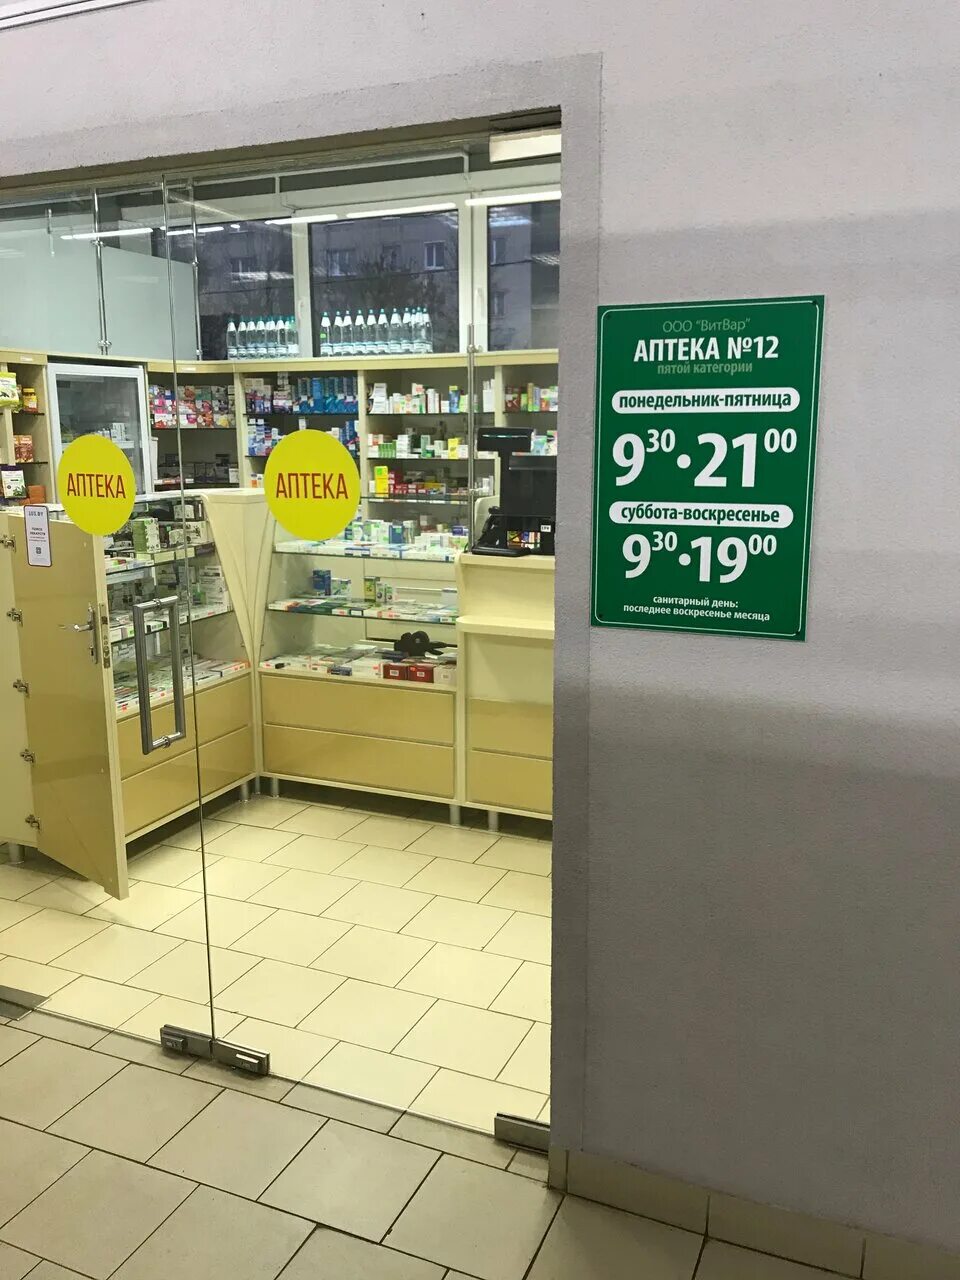 АПТЕКА
АПТЕКА
ООО "ВитВар"
АПТЕКА №12
пятой категории
понедельник-пятница
9³⁰·21⁰⁰
суббота-воскресенье
9³⁰·19⁰⁰
санитарный день:
последнее воскресенье месяца